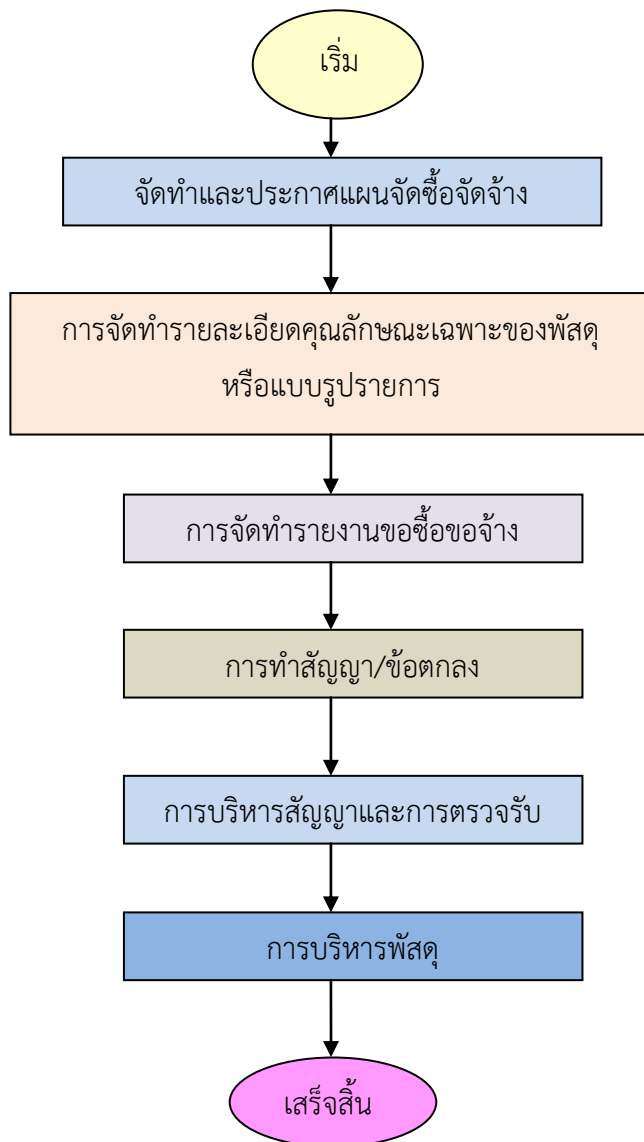 เริ่ม
จัดทำและประกาศแผนจัดซื้อจัดจ้าง
การจัดทำรายละเอียดคุณลักษณะเฉพาะของพัสดุ
หรือแบบรูปรายการ
การจัดทำรายงานขอซื้อขอจ้าง
การทำสัญญา/ข้อตกลง
การบริหารสัญญาและการตรวจรับ
การบริหารพัสดุ
เสร็จสิ้น